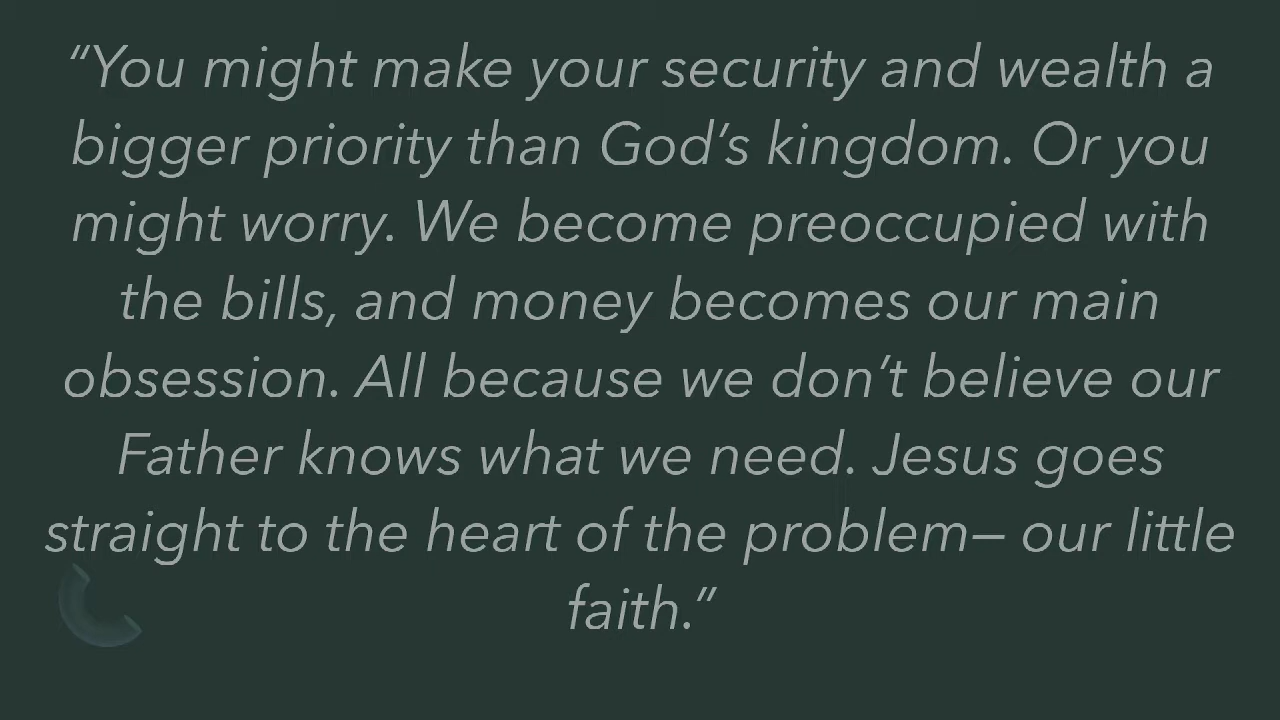 “You might make your security and wealth a
bigger priority than God’s kingdom. Or you
might worry. We become preoccupied with
the bills, and money becomes our main
obsession. All because we don’t believe our
Father knows what we need. Jesus goes
straight to the heart of the problem— our little
faith.”